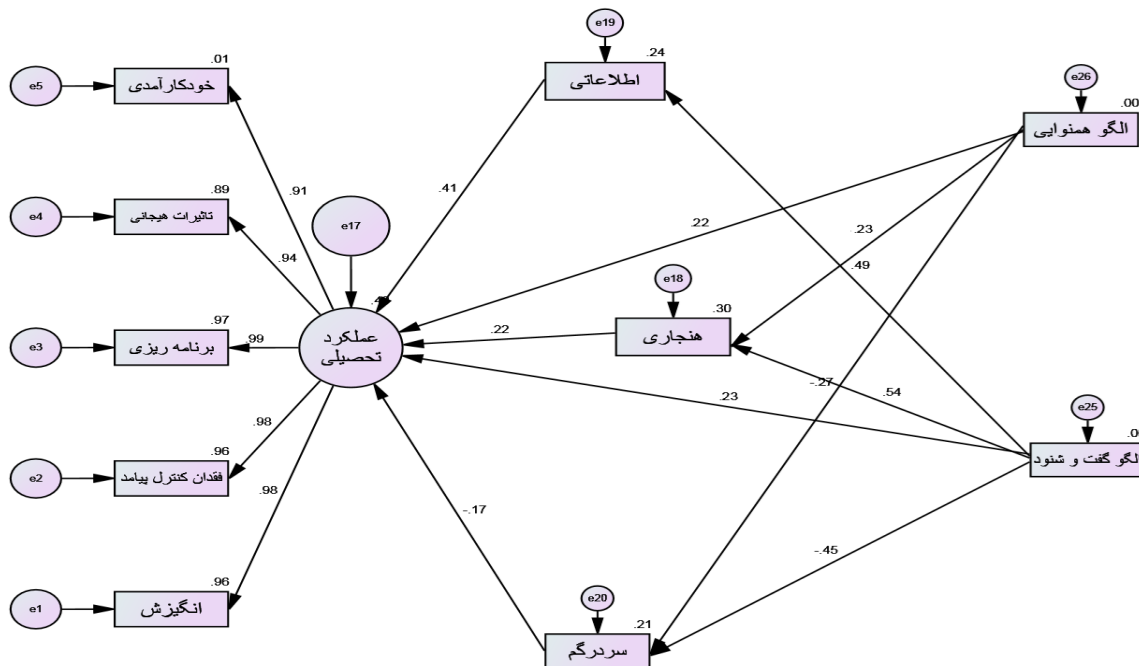 e19
.24
اطلاعاتی
e26
.00
الگو همنوایی
e5
.01
خودکارآمدی
e4
.89
تاثیرات هیجانی
e3
.97
برنامه ریزی
e2
.96
فقدان کنترل پیامد
e1
.96
انگیزش
.91
.94
.99
.98
.98
e17
عملکرد
تحصیلی
.41
.22
.23
.49
e18
.30
هنجاری
.22
.23
-.27
.54
e25
الگو گفت و شنود
-.17
-.45
e20
.21
سردرگم